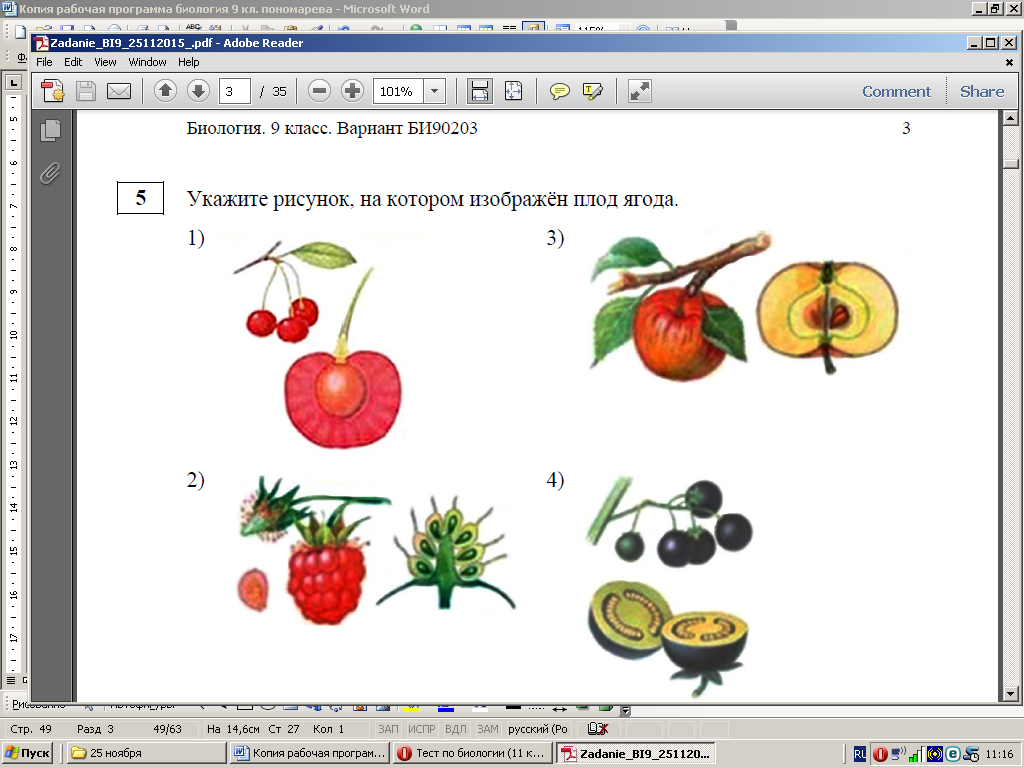 Копия рабочая программа биология 9 кл. пономарева - Microsoft Word
Zadanie_BI9_25112015_.pdf - Adobe Reader
File Edit View Window Help
3 / 35 101% Comment Share
Биология. 9 класс. Вариант БИ90203 3
5 Укажите рисунок, на котором изображён плод ягода.
1) 3)
2) 4)
Стр. 49 Разд 3 49/63 На 14,6см Ст 27 Кол 1 ЗАП ИСПР ВДЛ ЗАМ русский (Ро
Пуск 25 ноября Копия рабочая програм... Тест по биологии (11 к... Zadanie_BI9_251120... RU 11:16